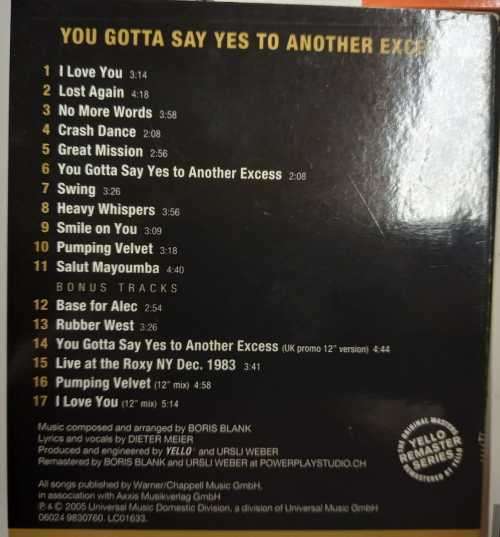 YOU GOTTA SAY YES TO ANOTHER EXCE
1 I Love You 3:14
2 Lost Again 4:18
3 No More Words 3:58
4 Crash Dance 2:08
5 Great Mission 2:56
6 You Gotta Say Yes to Another Excess 2:08
7 Swing 3:26
8 Heavy Whispers 3:56
9 Smile on You 3:09
10 Pumping Velvet 3:18
11 Salut Mayoumba 4:40
BONUS TRACKS
12 Base for Alec 2:54
13 Rubber West 3:26
14 You Gotta Say Yes to Another Excess (UK promo 12" version) 4:44
15 Live at the Roxy NY Dec. 1983 3:41
16 Pumping Velvet (12" mix) 4:58
17 I Love You (12" mix) 5:14
Music composed and arranged by BORIS BLANK
Lyrics and vocals by DIETER MEIER
Produced and engineered by YELLO and URSLI WEBER
Remastered by BORIS BLANK and URSLI WEBER at POWERPLAYSTUDIO.CH
All songs published by Warner/Chappell Music GmbH,
in association with Axxis Musikverlag GmbH
℗ & © 2005 Universal Music Domestic Division, a division of Universal Music GmbH
06024 9830760. LC01633.
ORIGINAL MASTERS
YELLO
REMASTER
SERIES
REMASTERED BY YELLO